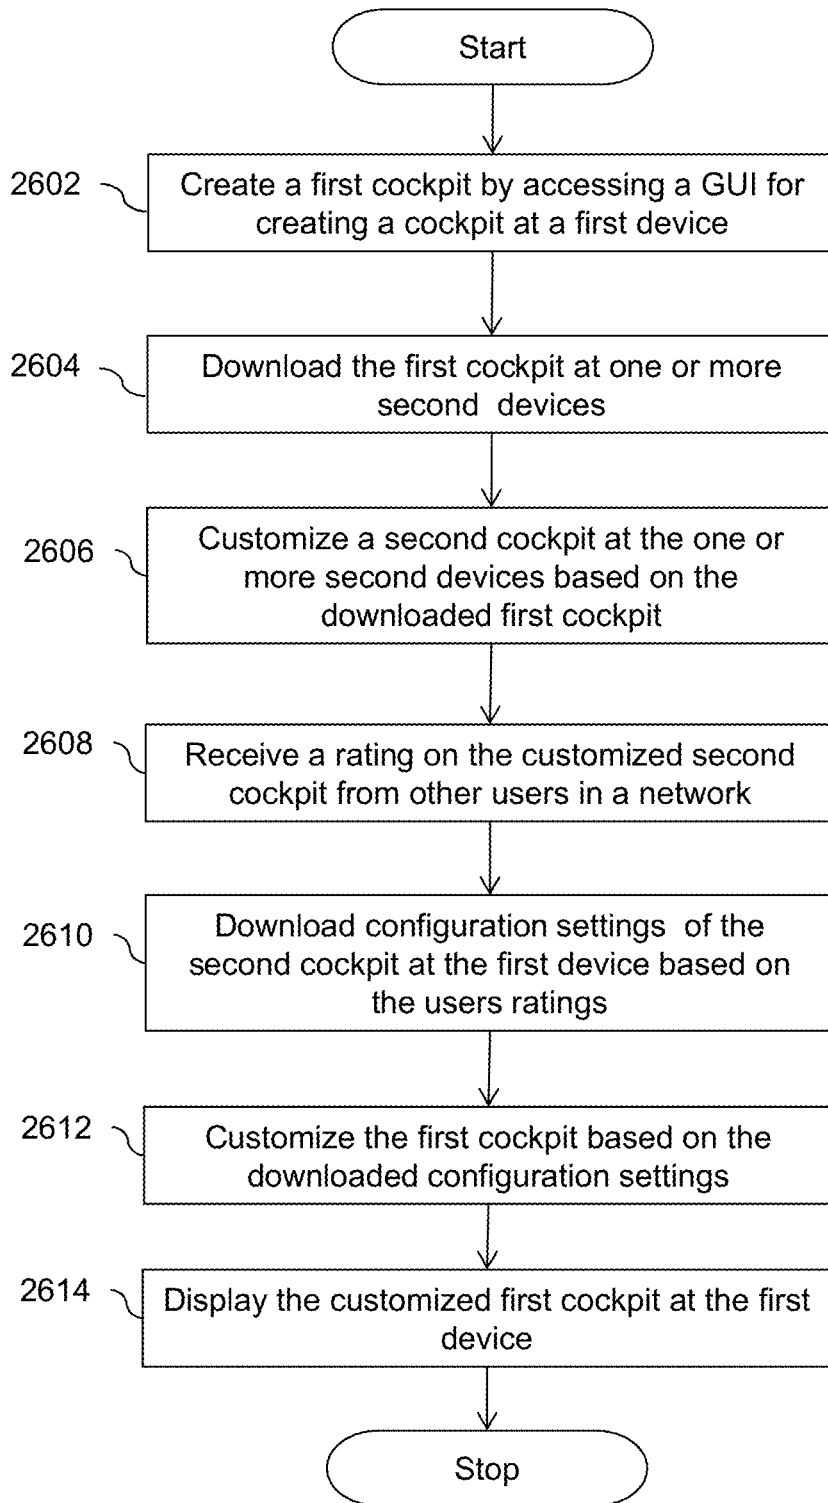 Start
2602
Create a first cockpit by accessing a GUI for
creating a cockpit at a first device
2604
Download the first cockpit at one or more
second devices
2606
Customize a second cockpit at the one or
more second devices based on the
downloaded first cockpit
2608
Receive a rating on the customized second
cockpit from other users in a network
2610
Download configuration settings of the
second cockpit at the first device based on
the users ratings
2612
Customize the first cockpit based on the
downloaded configuration settings
2614
Display the customized first cockpit at the first
device
Stop